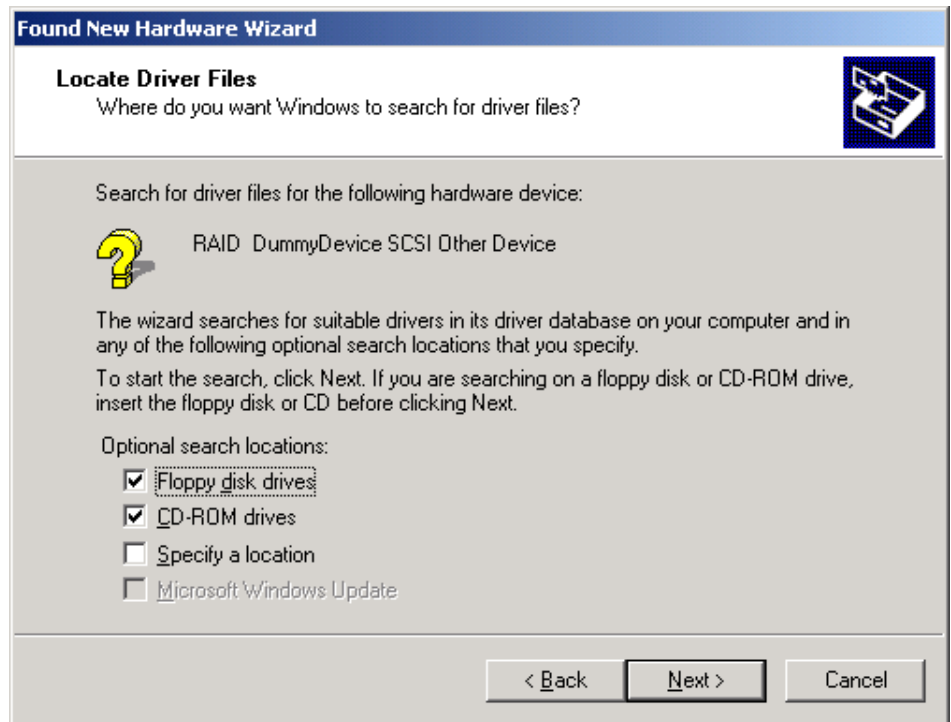 Found New Hardware Wizard
Locate Driver Files
Where do you want Windows to search for driver files?
Search for driver files for the following hardware device:
RAID  DummyDevice SCSI Other Device
The wizard searches for suitable drivers in its driver database on your computer and in
any of the following optional search locations that you specify.
To start the search, click Next. If you are searching on a floppy disk or CD-ROM drive,
insert the floppy disk or CD before clicking Next.
Optional search locations:
Floppy disk drives
CD-ROM drives
Specify a location
Microsoft Windows Update
< Back Next > Cancel